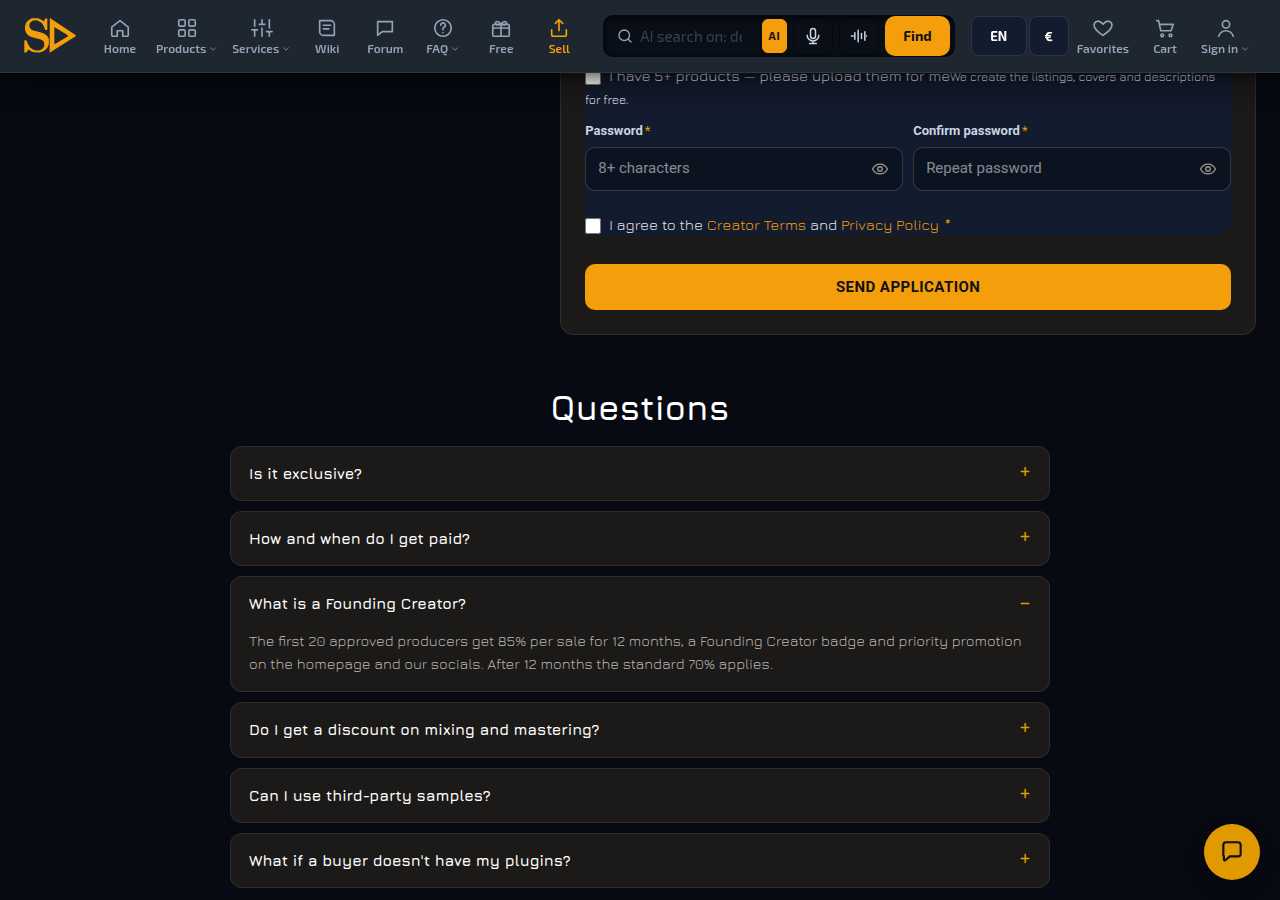 SD
Home
Products
Services
Wiki
Forum
FAQ
Free
Sell
AI search on: de
AI
Find
EN
€
Favorites
Cart
Sign in
I have 5+ products — please upload them for meWe create the listings, covers and descriptions
for free.
Password *
Confirm password *
8+ characters
Repeat password
I agree to the Creator Terms and Privacy Policy *
SEND APPLICATION
Questions
Is it exclusive?
+
How and when do I get paid?
+
What is a Founding Creator?
−
The first 20 approved producers get 85% per sale for 12 months, a Founding Creator badge and priority promotion
on the homepage and our socials. After 12 months the standard 70% applies.
Do I get a discount on mixing and mastering?
+
Can I use third-party samples?
+
What if a buyer doesn't have my plugins?
+